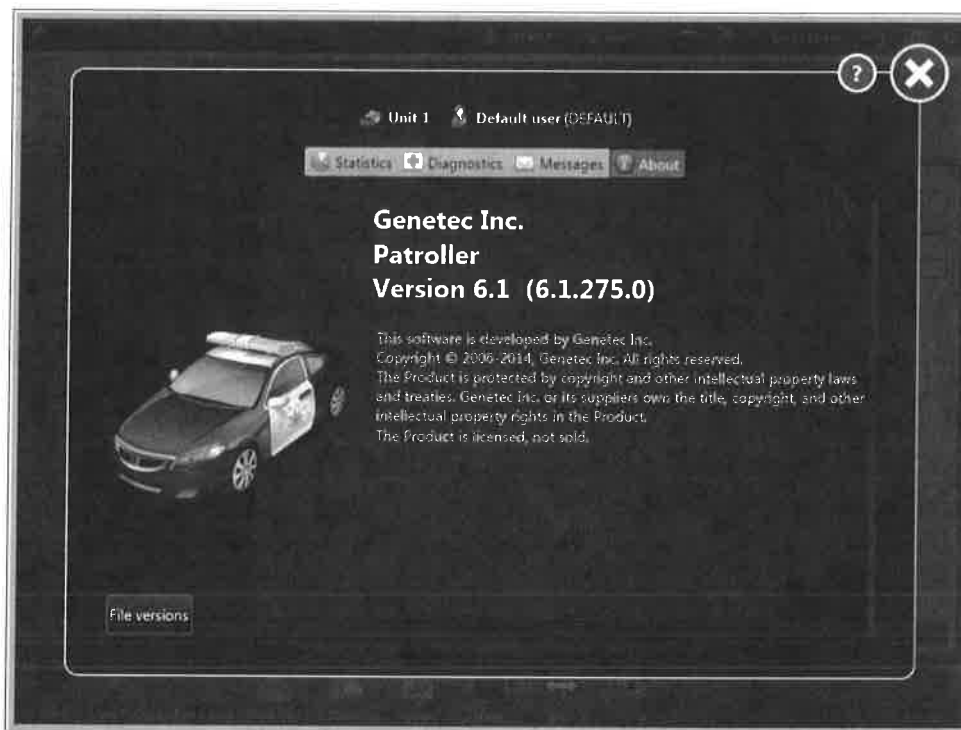 ?
Unit 1 Default user (DEFAULT)
Statistics Diagnostics Messages ? About
Genetec Inc.
Patroller
Version 6.1 (6.1.275.0)
This software is developed by Genetec Inc.
Copyright © 2006-2014, Genetec Inc. All rights reserved.
The Product is protected by copyright and other intellectual property laws
and treaties. Genetec Inc. or its suppliers own the title, copyright, and other
intellectual property rights in the Product.
The Product is licensed, not sold.
File versions